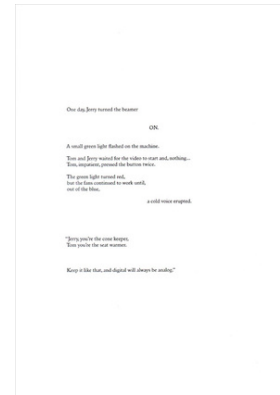 One day, Jerry turned the beamer
ON.
A small green light flashed on the machine.
Tom and Jerry waited for the video to start and, nothing...
Tom, impatient, pressed the button twice.
The green light turned red,
but the fans continued to work until,
out of the blue,
a cold voice erupted.
"Jerry, you're the cone keeper,
Tom you're the seat warmer.
Keep it like that, and digital will always be analog."